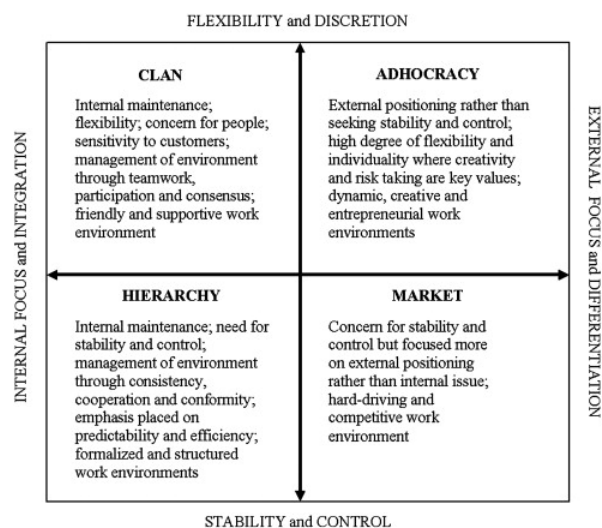 FLEXIBILITY and DISCRETION
CLAN
Internal maintenance;
flexibility; concern for people;
sensitivity to customers;
management of environment
through teamwork,
participation and consensus;
friendly and supportive work
environment
ADHOCRACY
External positioning rather than
seeking stability and control;
high degree of flexibility and
individuality where creativity
and risk taking are key values;
dynamic, creative and
entrepreneurial work
environments
INTERNAL FOCUS and INTEGRATION
EXTERNAL FOCUS and DIFFERENTIATION
HIERARCHY
Internal maintenance; need for
stability and control;
management of environment
through consistency,
cooperation and conformity;
emphasis placed on
predictability and efficiency;
formalized and structured
work environments
MARKET
Concern for stability and
control but focused more
on external positioning
rather than internal issue;
hard-driving and
competitive work
environment
STABILITY and CONTROL